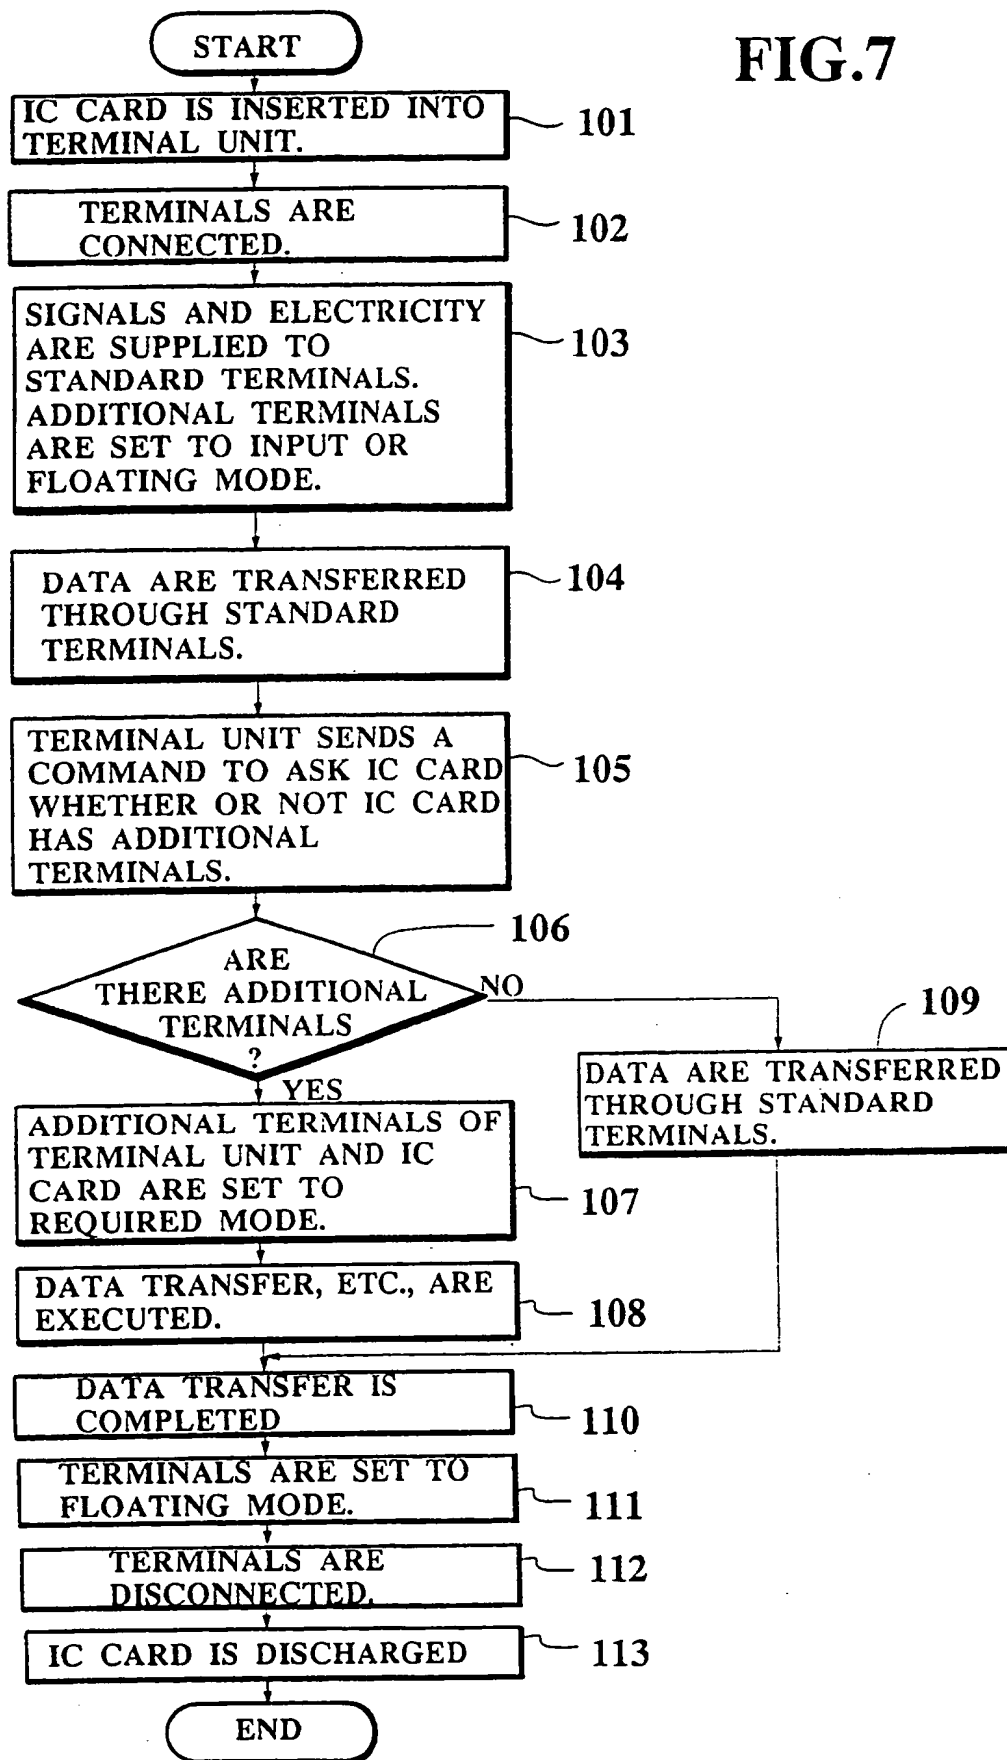 START
FIG.7
IC CARD IS INSERTED INTO
TERMINAL UNIT.
101
TERMINALS ARE
CONNECTED.
102
SIGNALS AND ELECTRICITY
ARE SUPPLIED TO
STANDARD TERMINALS.
ADDITIONAL TERMINALS
ARE SET TO INPUT OR
FLOATING MODE.
103
DATA ARE TRANSFERRED
THROUGH STANDARD
TERMINALS.
104
TERMINAL UNIT SENDS A
COMMAND TO ASK IC CARD
WHETHER OR NOT IC CARD
HAS ADDITIONAL
TERMINALS.
105
ARE
THERE ADDITIONAL
TERMINALS
?
106
NO
YES
DATA ARE TRANSFERRED
THROUGH STANDARD
TERMINALS.
109
ADDITIONAL TERMINALS OF
TERMINAL UNIT AND IC
CARD ARE SET TO
REQUIRED MODE.
107
DATA TRANSFER, ETC., ARE
EXECUTED.
108
DATA TRANSFER IS
COMPLETED
110
TERMINALS ARE SET TO
FLOATING MODE.
111
TERMINALS ARE
DISCONNECTED.
112
IC CARD IS DISCHARGED
113
END